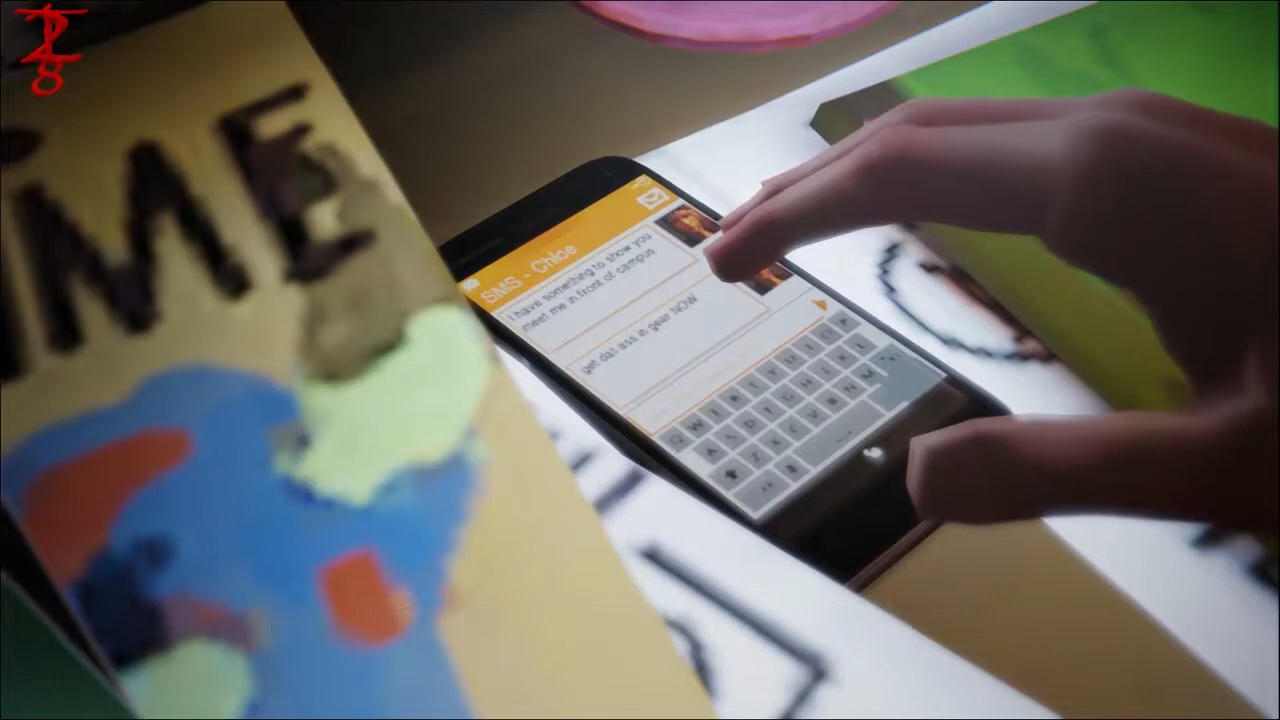 IME
SMS - Chloe
I have something to show you
meet me in front of campus
get dat ass in gear NOW